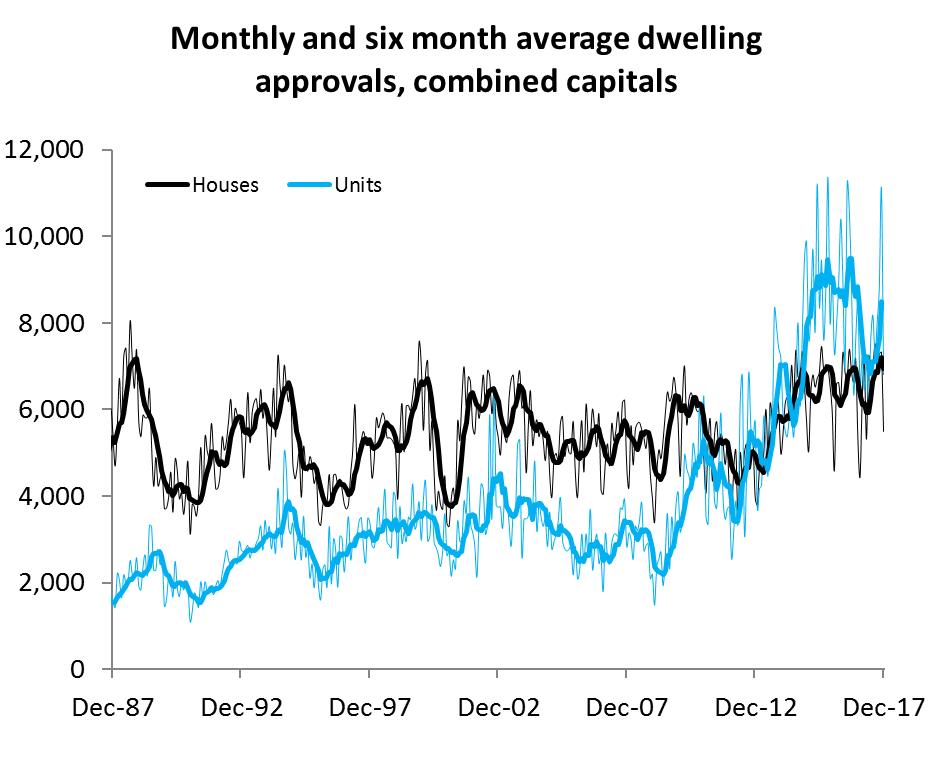 Monthly and six month average dwelling
approvals, combined capitals
12,000
Houses Units
10,000
8,000
6,000
4,000
2,000
0
Dec-87 Dec-92 Dec-97 Dec-02 Dec-07 Dec-12 Dec-17